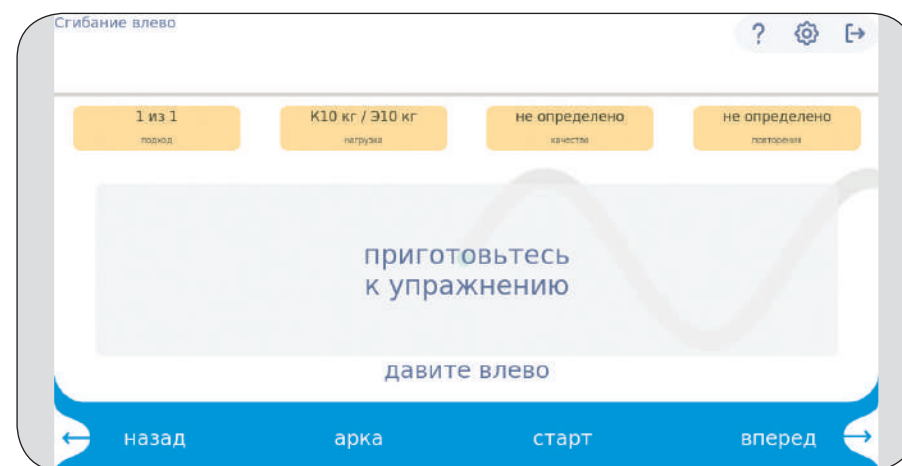 Сгибание влево
?
1 из 1
подход
К10 кг / Э10 кг
нагрузка
не определено
качество
не определено
повторения
приготовьтесь
к упражнению
давите влево
назад
арка
старт
вперед